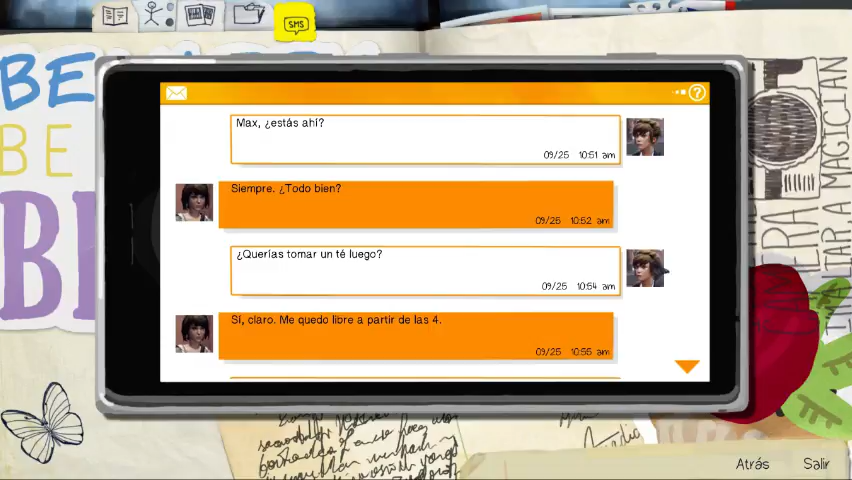 SMS
Max, ¿estás ahí?
09/25 10:51 am
Siempre. ¿Todo bien?
09/25 10:52 am
¿Querías tomar un té luego?
09/25 10:54 am
Sí, claro. Me quedo libre a partir de las 4.
09/25 10:55 am
BE
BE
Atrás
Salir